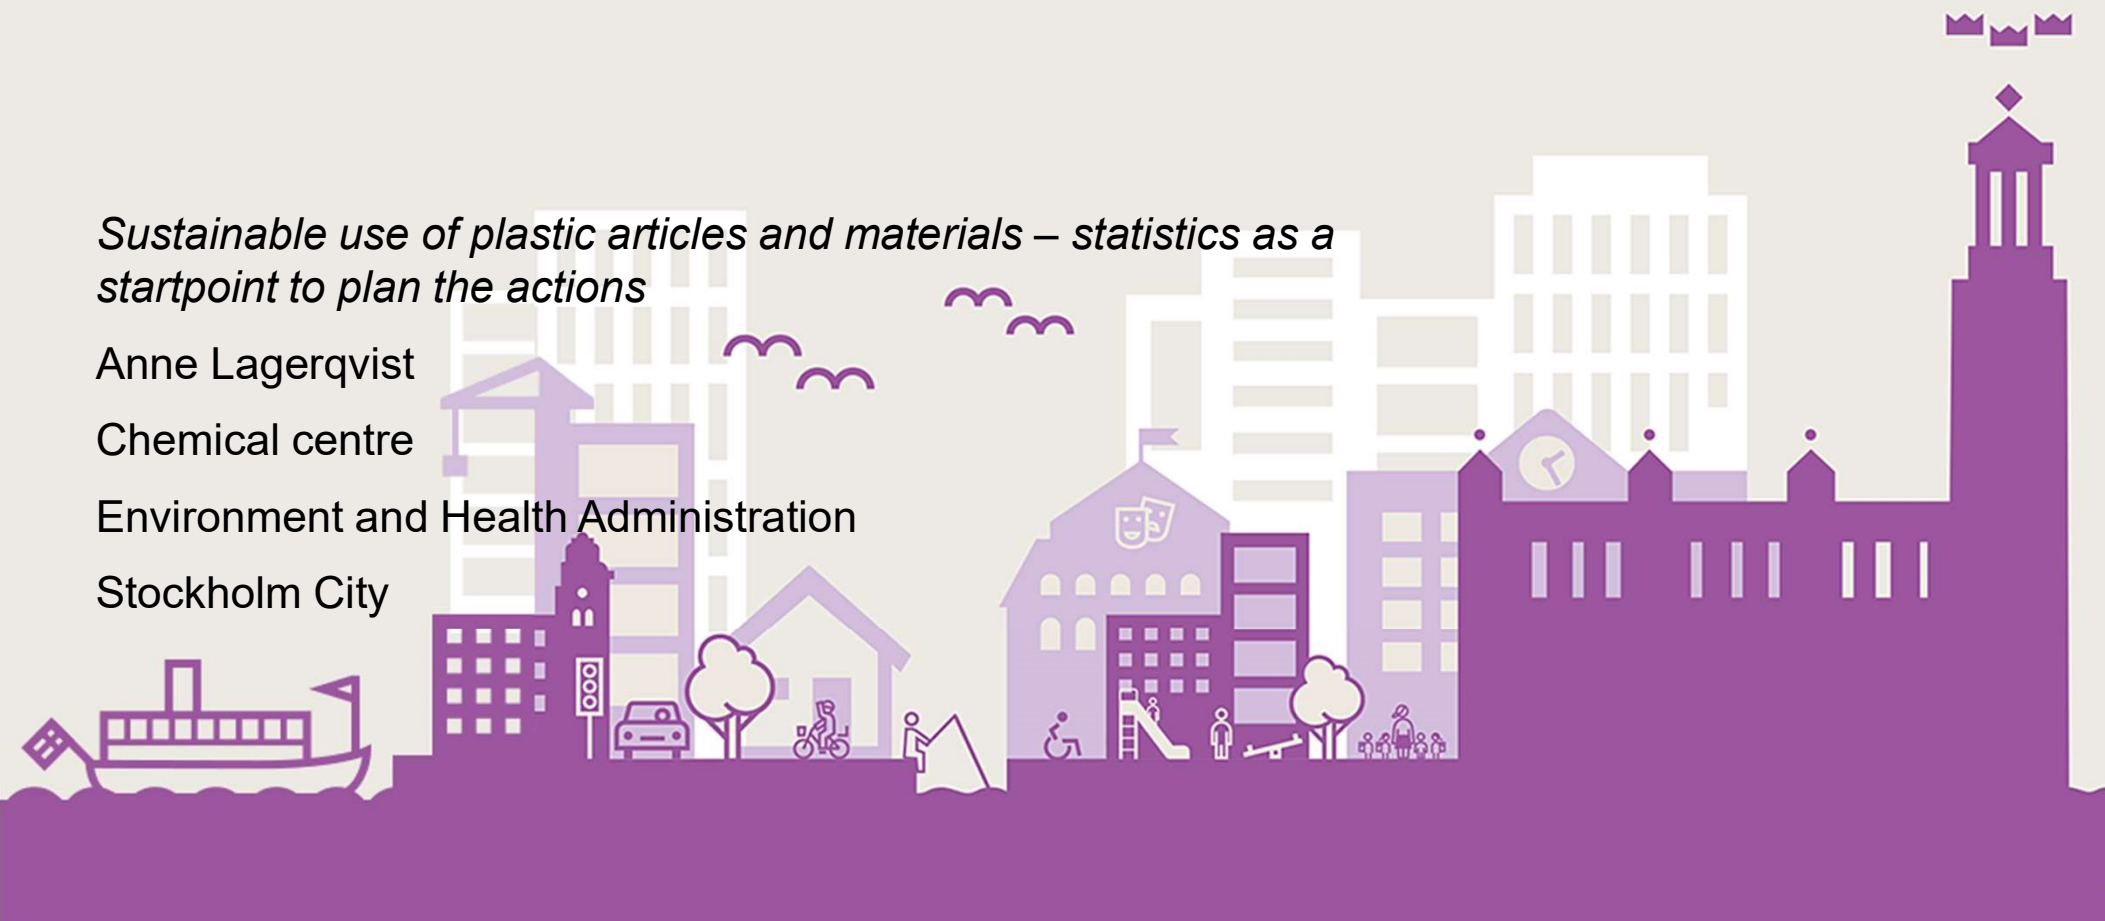 Sustainable use of plastic articles and materials – statistics as a
startpoint to plan the actions
Anne Lagerqvist
Chemical centre
Environment and Health Administration
Stockholm City